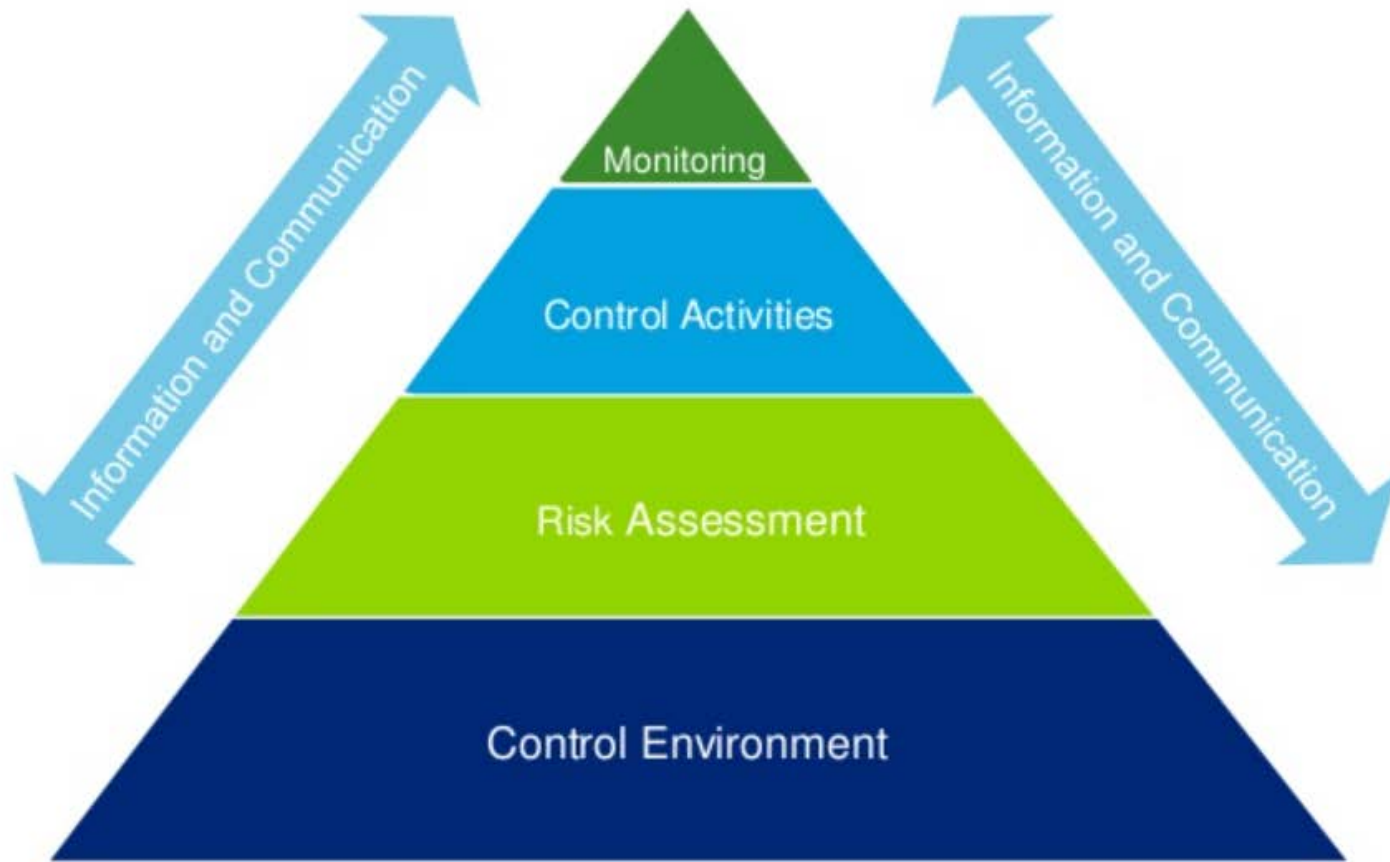 Information and Communication
Information and Communication
Monitoring
Control Activities
Risk Assessment
Control Environment